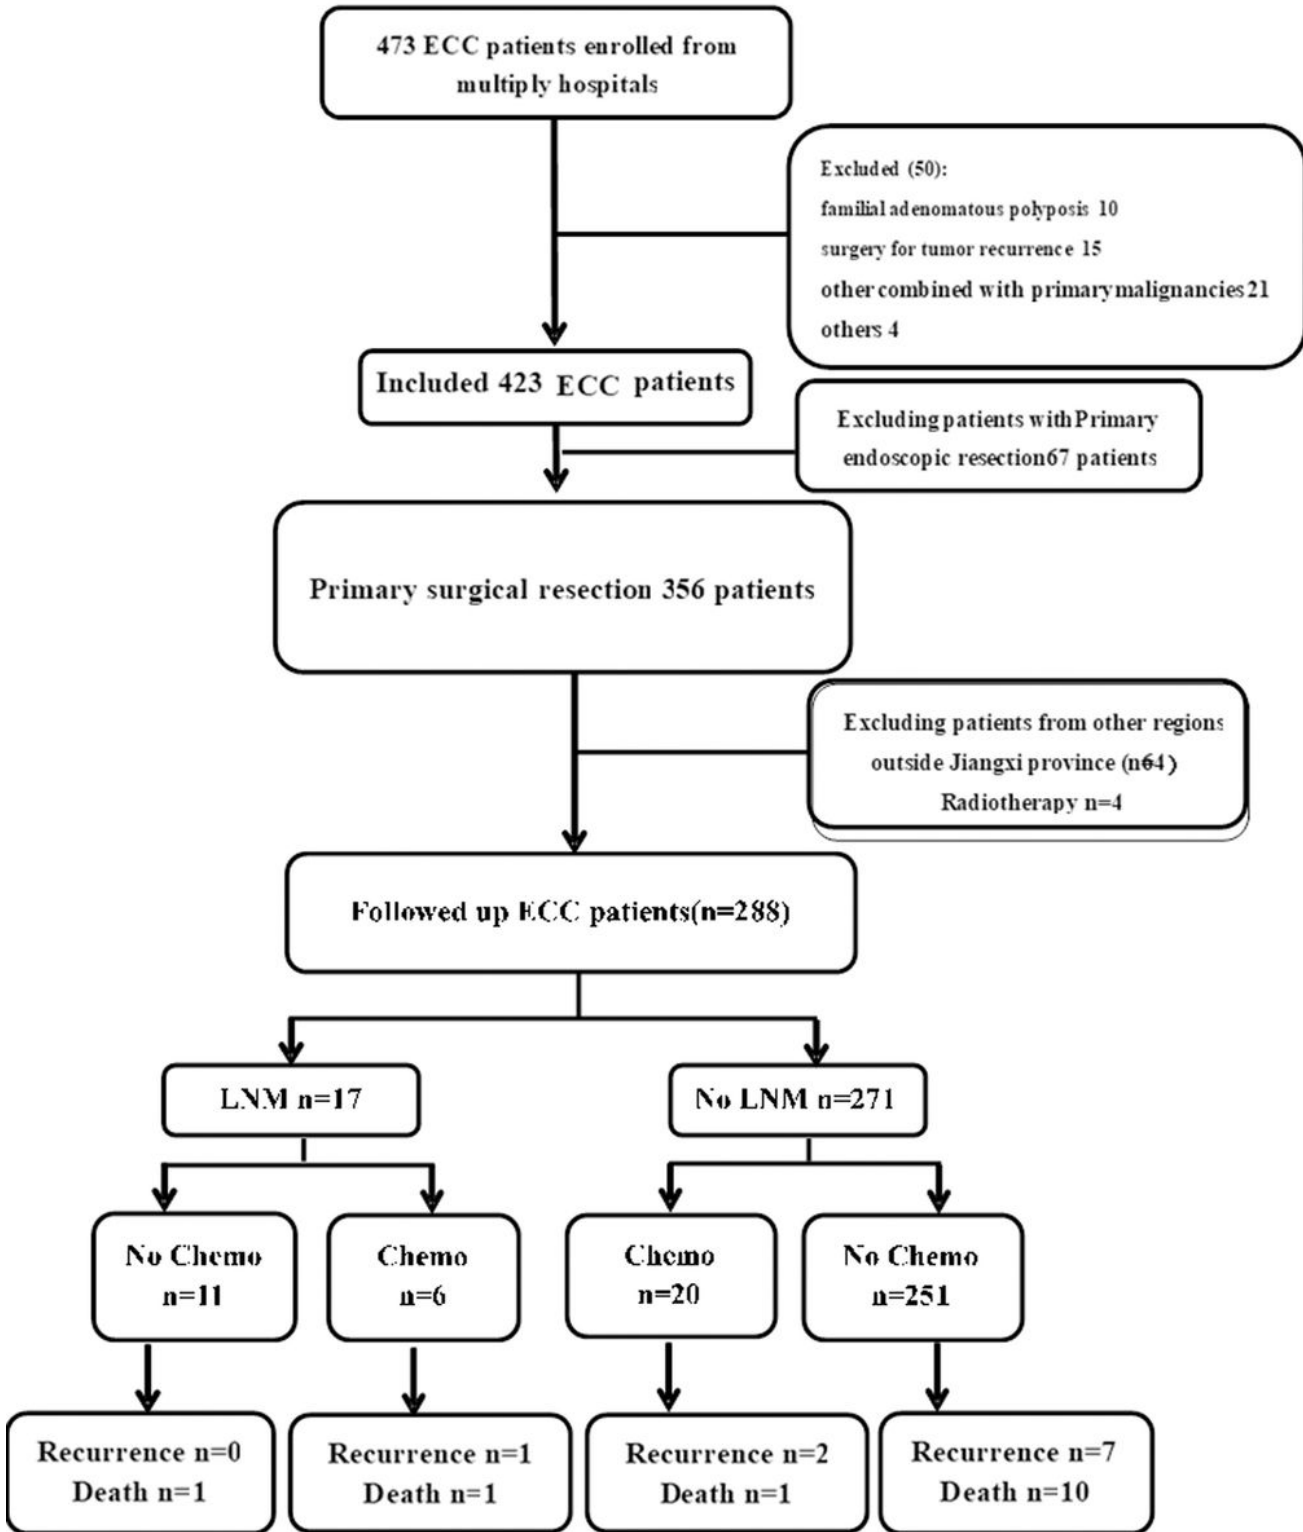 473 ECC patients enrolled from
multiply hospitals
Excluded (50):
familial adenomatous polyposis 10
surgery for tumor recurrence 15
other combined with primary malignancies 21
others 4
Included 423 ECC patients
Excluding patients with Primary
endoscopic resection67 patients
Primary surgical resection 356 patients
Excluding patients from other regions
outside Jiangxi province (n64)
Radiotherapy n=4
Followed up ECC patients(n=288)
LNM n=17
No LNM n=271
No Chemo
n=11
Chemo
n=6
Chemo
n=20
No Chemo
n=251
Recurrence n=0
Death n=1
Recurrence n=1
Death n=1
Recurrence n=2
Death n=1
Recurrence n=7
Death n=10